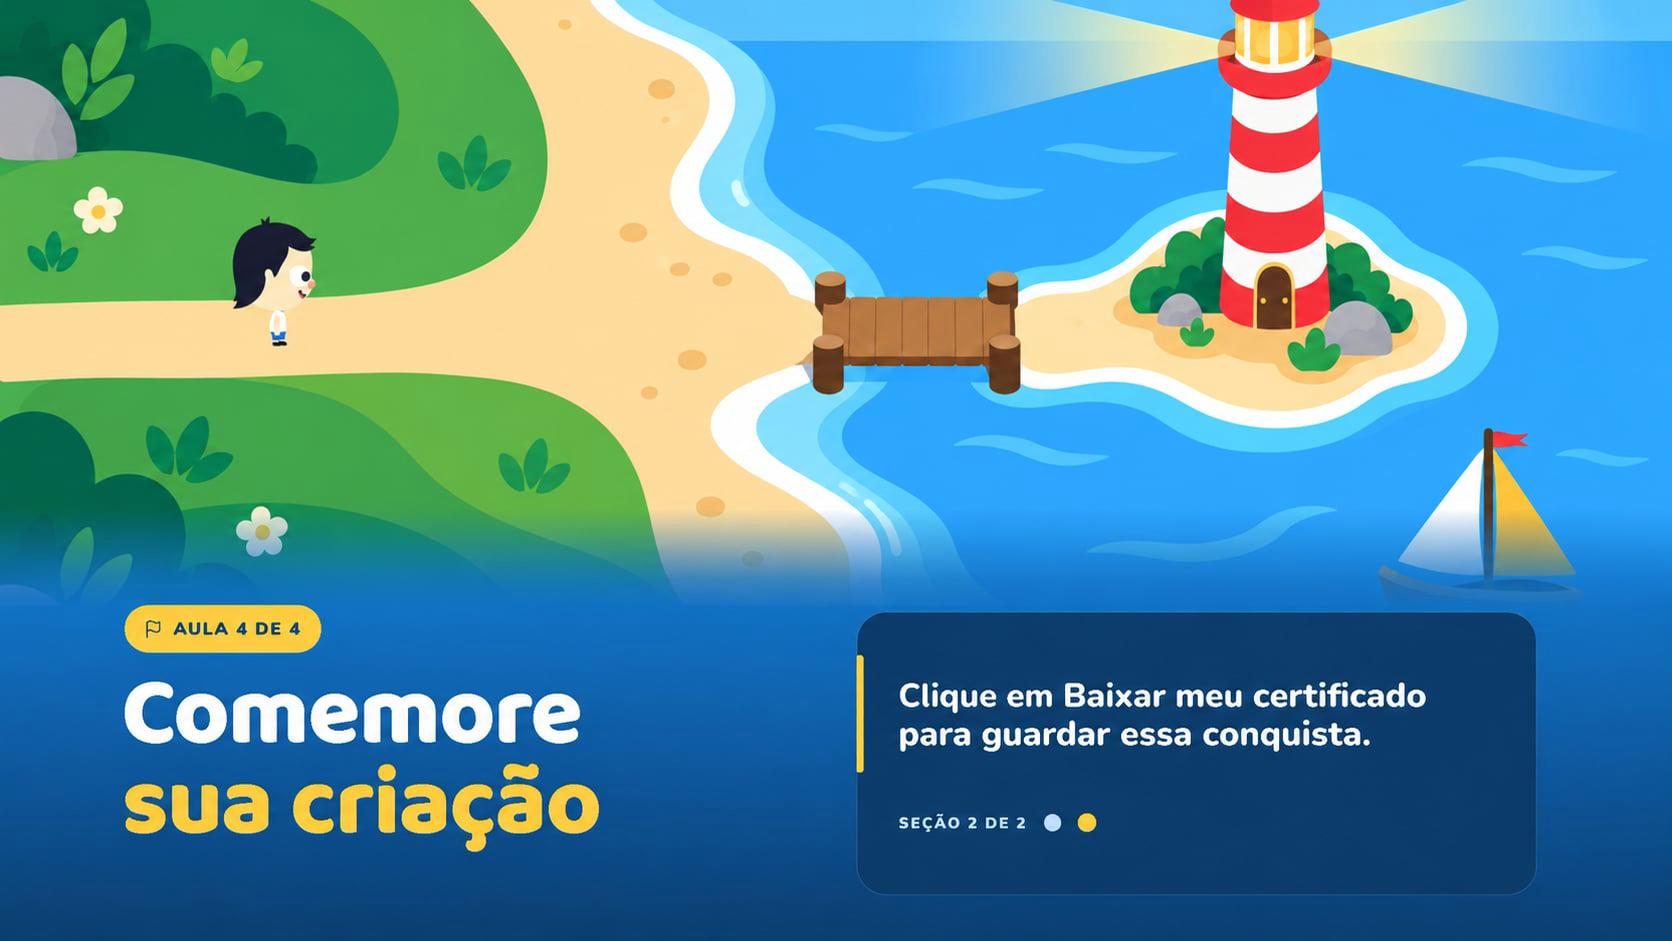 AULA 4 DE 4
Comemore
sua criação
Clique em Baixar meu certificado
para guardar essa conquista.
SEÇÃO 2 DE 2